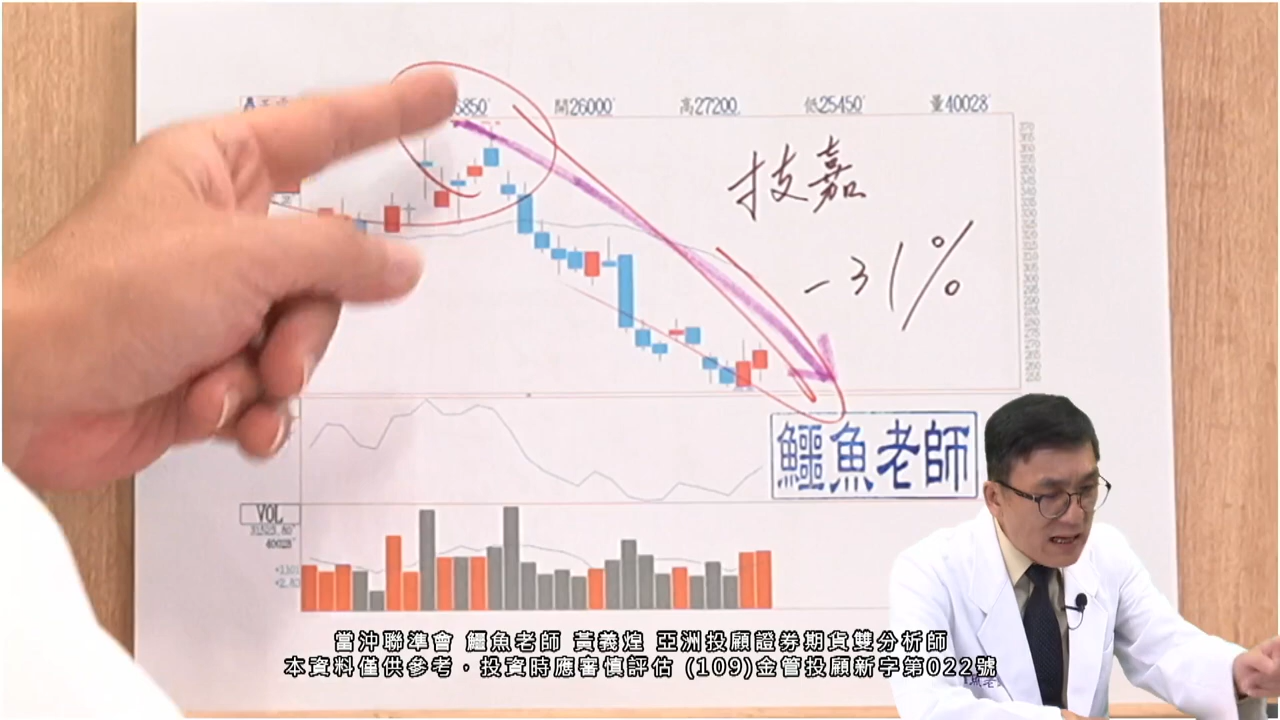 開26000 高27200 低25450 量40028
技嘉
-31%
鱷魚老師
VOL
40028
當沖聯準會 鱷魚老師 黃義煌 亞洲投顧證券期貨雙分析師
本資料僅供參考，投資時應審慎評估 (109)金管投顧新字第022號